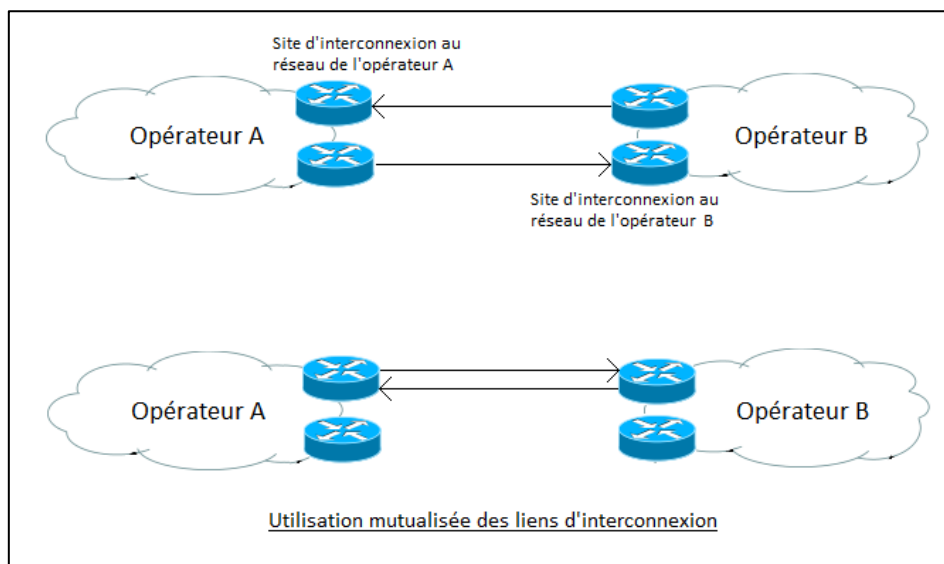 Site d'interconnexion au
réseau de l'opérateur A
Opérateur A
Opérateur B
Site d'interconnexion au
réseau de l'opérateur B
Opérateur A
Opérateur B
Utilisation mutualisée des liens d'interconnexion